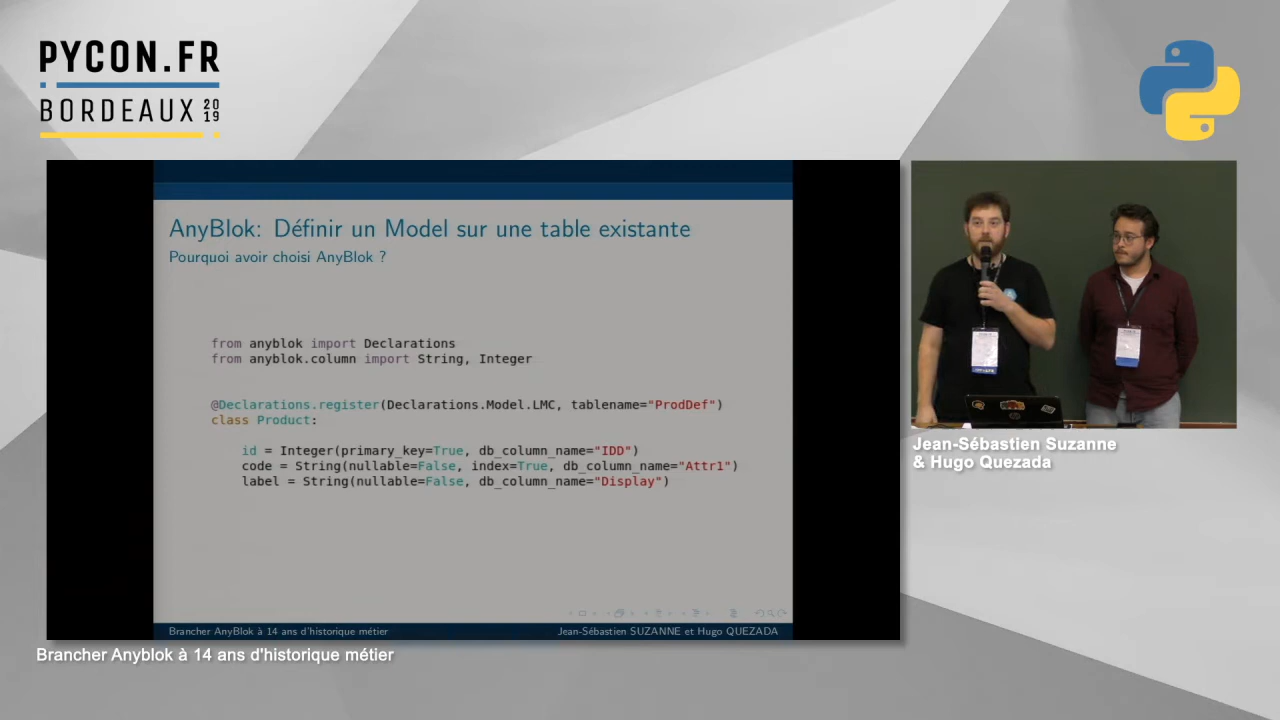 PYCON.FR
BORDEAUX 2019
AnyBlok: Définir un Model sur une table existante
Pourquoi avoir choisi AnyBlok ?
from anyblok import Declarations
from anyblok.column import String, Integer
@Declarations.register(Declarations.Model.LMC, tablename="ProdDef")
class Product:
id = Integer(primary_key=True, db_column_name="IDD")
code = String(nullable=False, index=True, db_column_name="Attr1")
label = String(nullable=False, db_column_name="Display")
Brancher AnyBlok à 14 ans d'historique métier
Jean-Sébastien SUZANNE et Hugo QUEZADA
Jean-Sébastien Suzanne
& Hugo Quezada
Brancher Anyblok à 14 ans d'historique métier